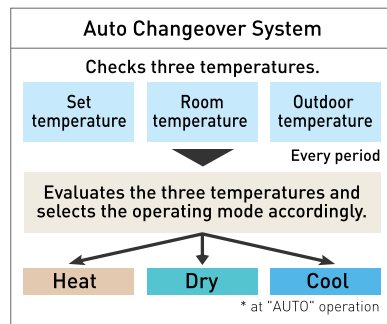 Auto Changeover System
Checks three temperatures.
Set
temperature
Room
temperature
Outdoor
temperature
Every period
Evaluates the three temperatures and
selects the operating mode accordingly.
Heat
Dry
Cool
* at "AUTO" operation